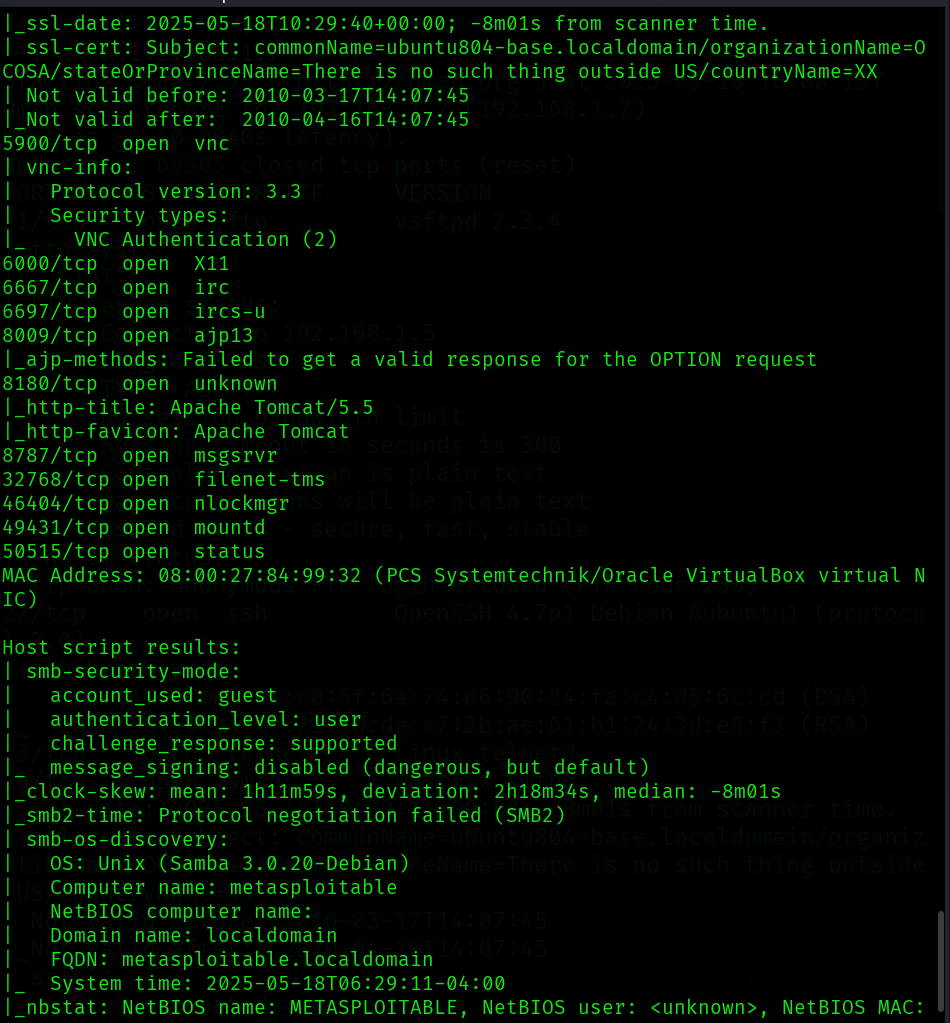 |_ssl-date: 2025-05-18T10:29:40+00:00; -8m01s from scanner time.
| ssl-cert: Subject: commonName=ubuntu804-base.localdomain/organizationName=O
COSA/stateOrProvinceName=There is no such thing outside US/countryName=XX
| Not valid before: 2010-03-17T14:07:45
|_Not valid after:  2010-04-16T14:07:45
5900/tcp  open  vnc
| vnc-info:
|   Protocol version: 3.3
|   Security types:
|_    VNC Authentication (2)
6000/tcp  open  X11
6667/tcp  open  irc
6697/tcp  open  ircs-u
8009/tcp  open  ajp13
|_ajp-methods: Failed to get a valid response for the OPTION request
8180/tcp  open  unknown
|_http-title: Apache Tomcat/5.5
|_http-favicon: Apache Tomcat
8787/tcp  open  msgsrvr
32768/tcp open  filenet-tms
46404/tcp open  nlockmgr
49431/tcp open  mountd
50515/tcp open  status
MAC Address: 08:00:27:84:99:32 (PCS Systemtechnik/Oracle VirtualBox virtual N
IC)

Host script results:
| smb-security-mode:
|   account_used: guest
|   authentication_level: user
|   challenge_response: supported
|_  message_signing: disabled (dangerous, but default)
|_clock-skew: mean: 1h11m59s, deviation: 2h18m34s, median: -8m01s
|_smb2-time: Protocol negotiation failed (SMB2)
| smb-os-discovery:
|   OS: Unix (Samba 3.0.20-Debian)
|   Computer name: metasploitable
|   NetBIOS computer name:
|   Domain name: localdomain
|   FQDN: metasploitable.localdomain
|_  System time: 2025-05-18T06:29:11-04:00
|_nbstat: NetBIOS name: METASPLOITABLE, NetBIOS user: <unknown>, NetBIOS MAC: